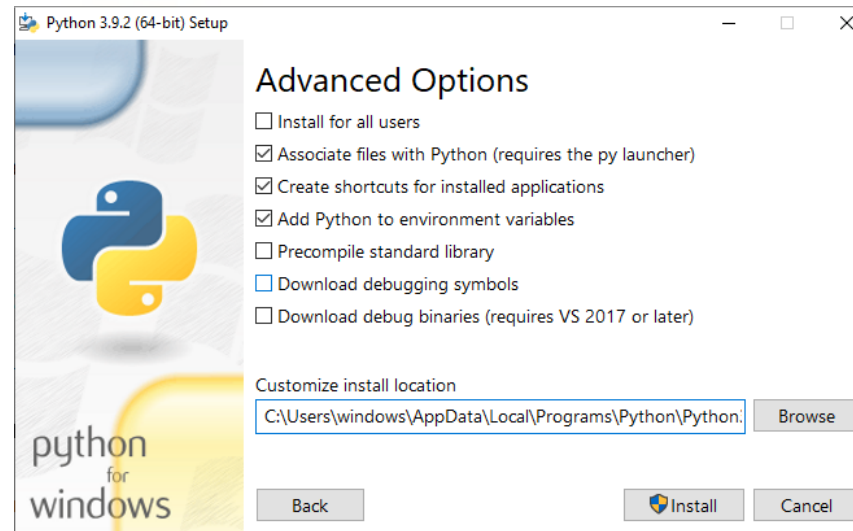 Python 3.9.2 (64-bit) Setup
Advanced Options
Install for all users
Associate files with Python (requires the py launcher)
Create shortcuts for installed applications
Add Python to environment variables
Precompile standard library
Download debugging symbols
Download debug binaries (requires VS 2017 or later)
Customize install location
C:\Users\windows\AppData\Local\Programs\Python\Python
Browse
python
for
windows
Back
Install
Cancel